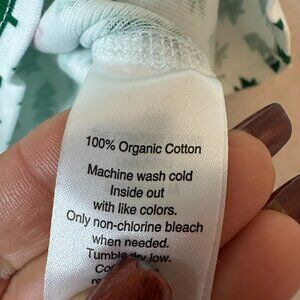 100% Organic Cotton
Machine wash cold
Inside out
with like colors.
Only non-chlorine bleach
when needed.
Tumble dry low.